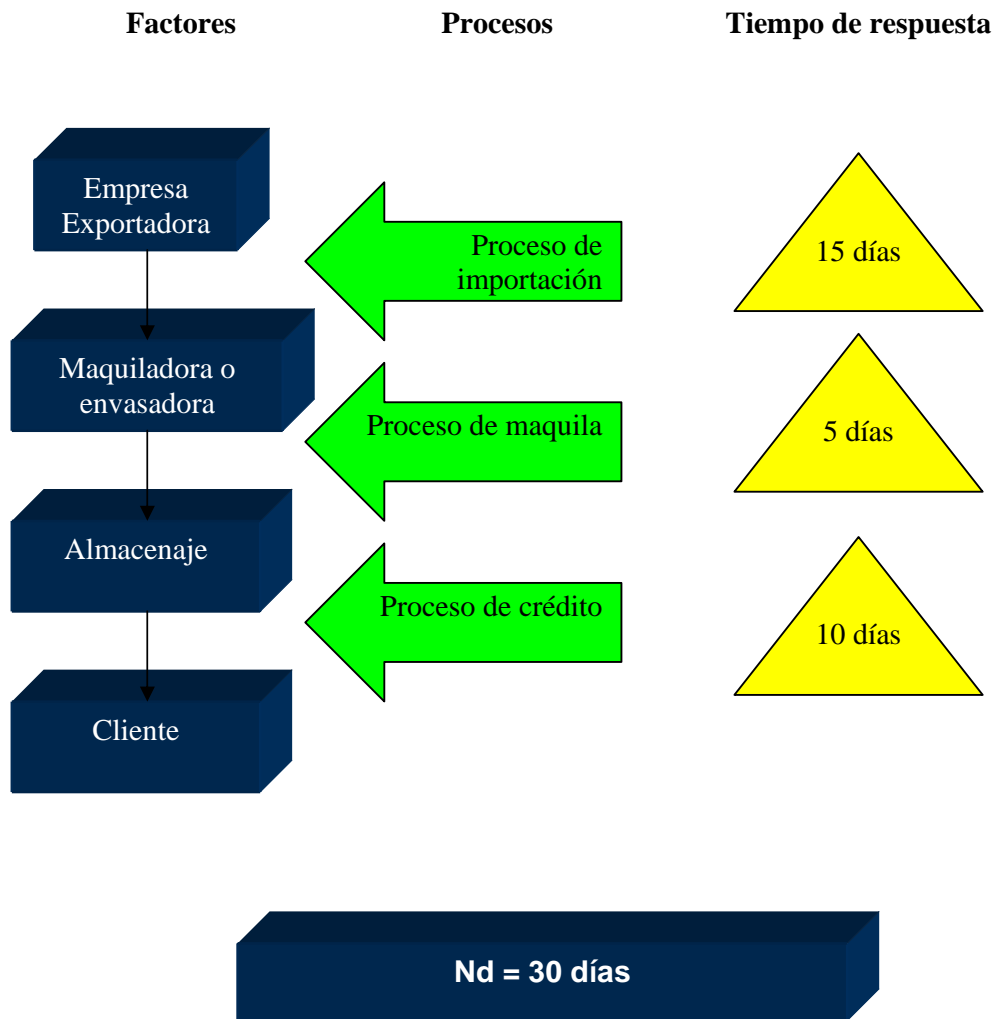 Factores Procesos Tiempo de respuesta
Empresa
Exportadora
Proceso de
importación
15 días
Maquiladora o
envasadora
Proceso de maquila
5 días
Almacenaje
Proceso de crédito
10 días
Cliente
Nd = 30 días